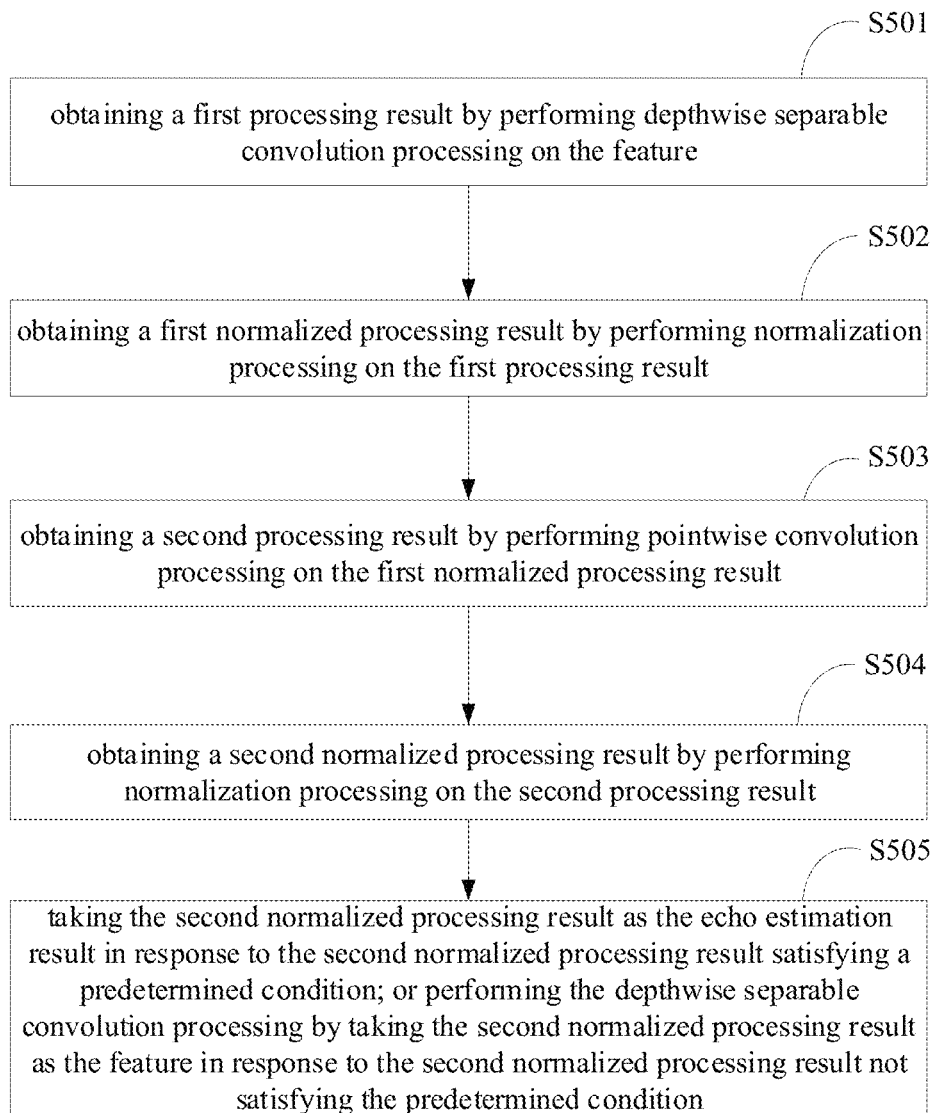 S501
obtaining a first processing result by performing depthwise separable
convolution processing on the feature
S502
obtaining a first normalized processing result by performing normalization
processing on the first processing result
S503
obtaining a second processing result by performing pointwise convolution
processing on the first normalized processing result
S504
obtaining a second normalized processing result by performing
normalization processing on the second processing result
S505
taking the second normalized processing result as the echo estimation
result in response to the second normalized processing result satisfying a
predetermined condition; or performing the depthwise separable
convolution processing by taking the second normalized processing result
as the feature in response to the second normalized processing result not
satisfying the predetermined condition